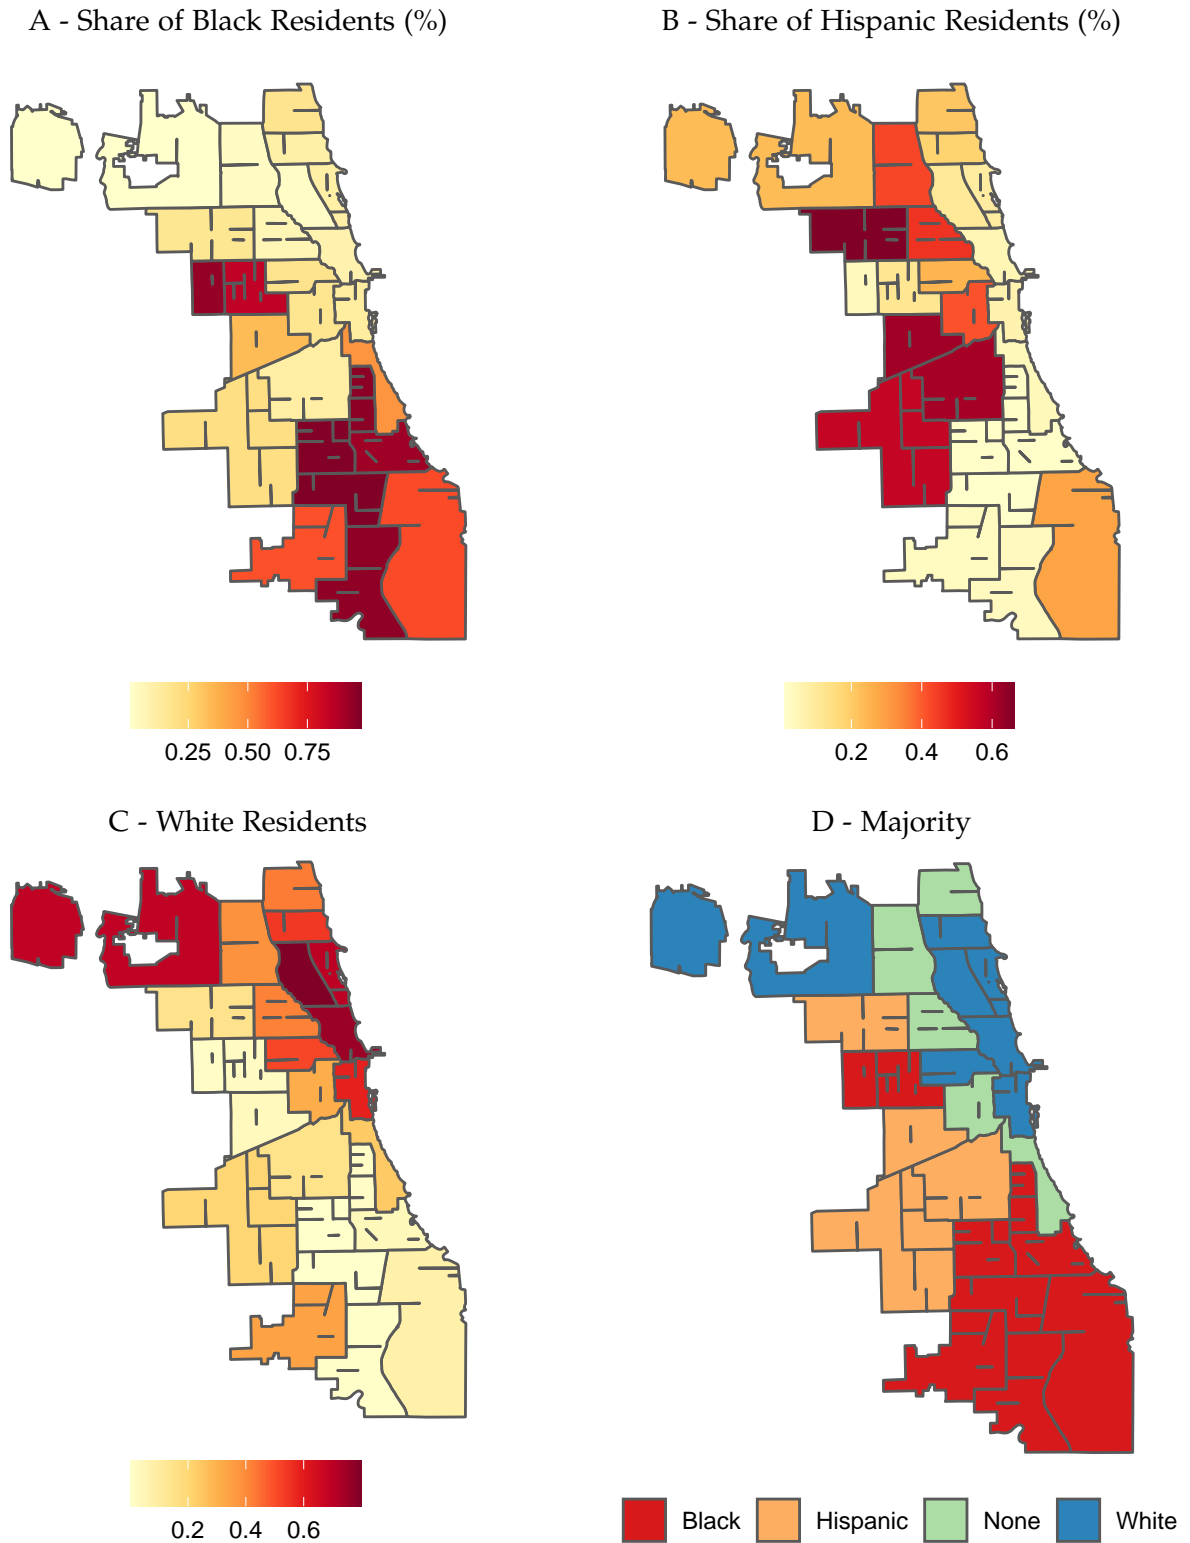 A - Share of Black Residents (%)
B - Share of Hispanic Residents (%)
0.25 0.50 0.75
0.2 0.4 0.6
C - White Residents
D - Majority
0.2 0.4 0.6
Black Hispanic None White